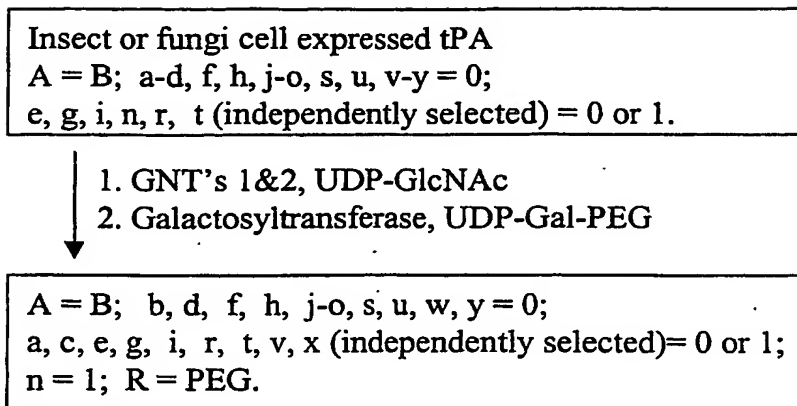 Insect or fungi cell expressed tPA
A = B; a-d, f, h, j-o, s, u, v-y = 0;
e, g, i, n, r, t (independently selected) = 0 or 1.
1. GNT's 1&2, UDP-GlcNAc
2. Galactosyltransferase, UDP-Gal-PEG
A = B; b, d, f, h, j-o, s, u, w, y = 0;
a, c, e, g, i, r, t, v, x (independently selected)= 0 or 1;
n = 1; R = PEG.